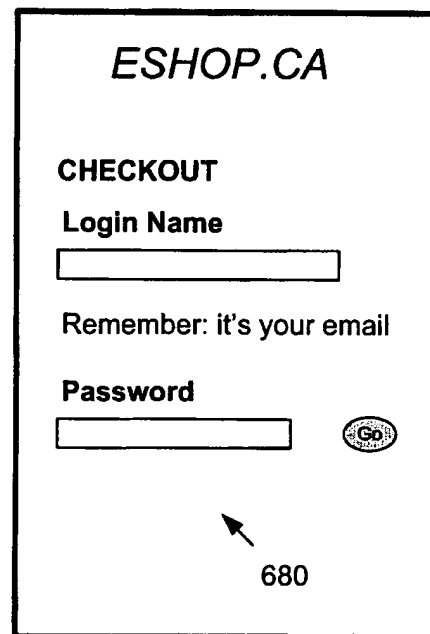 ESHOP.CA
CHECKOUT
Login Name
Remember: it's your email
Password
Go
680